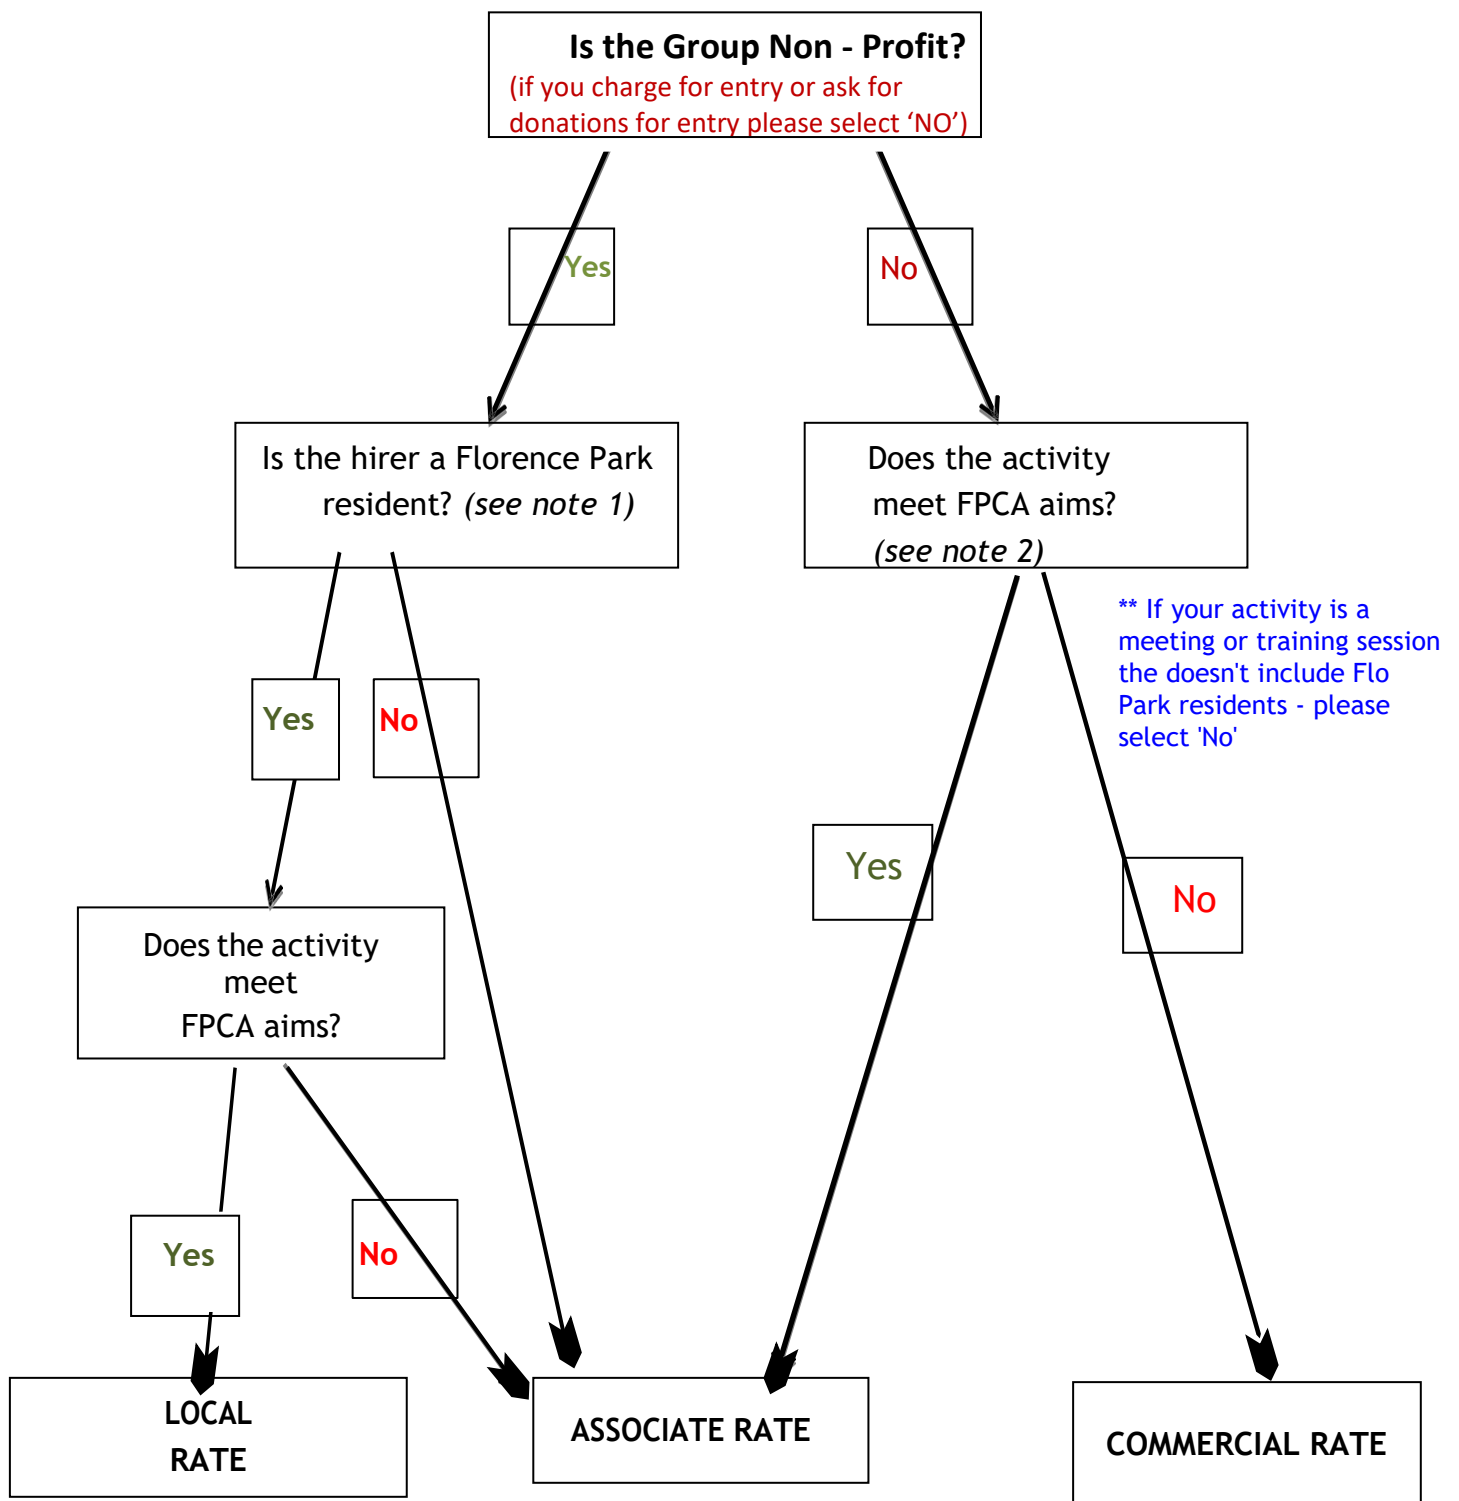 Is the Group Non - Profit?
(if you charge for entry or ask for
donations for entry please select ‘NO’)
Yes
No
Is the hirer a Florence Park
resident? (see note 1)
Does the activity
meet FPCA aims?
(see note 2)
** If your activity is a
meeting or training session
the doesn't include Flo
Park residents - please
select 'No'
Yes
No
Yes
No
Does the activity
meet
FPCA aims?
Yes
No
LOCAL
RATE
ASSOCIATE RATE
COMMERCIAL RATE